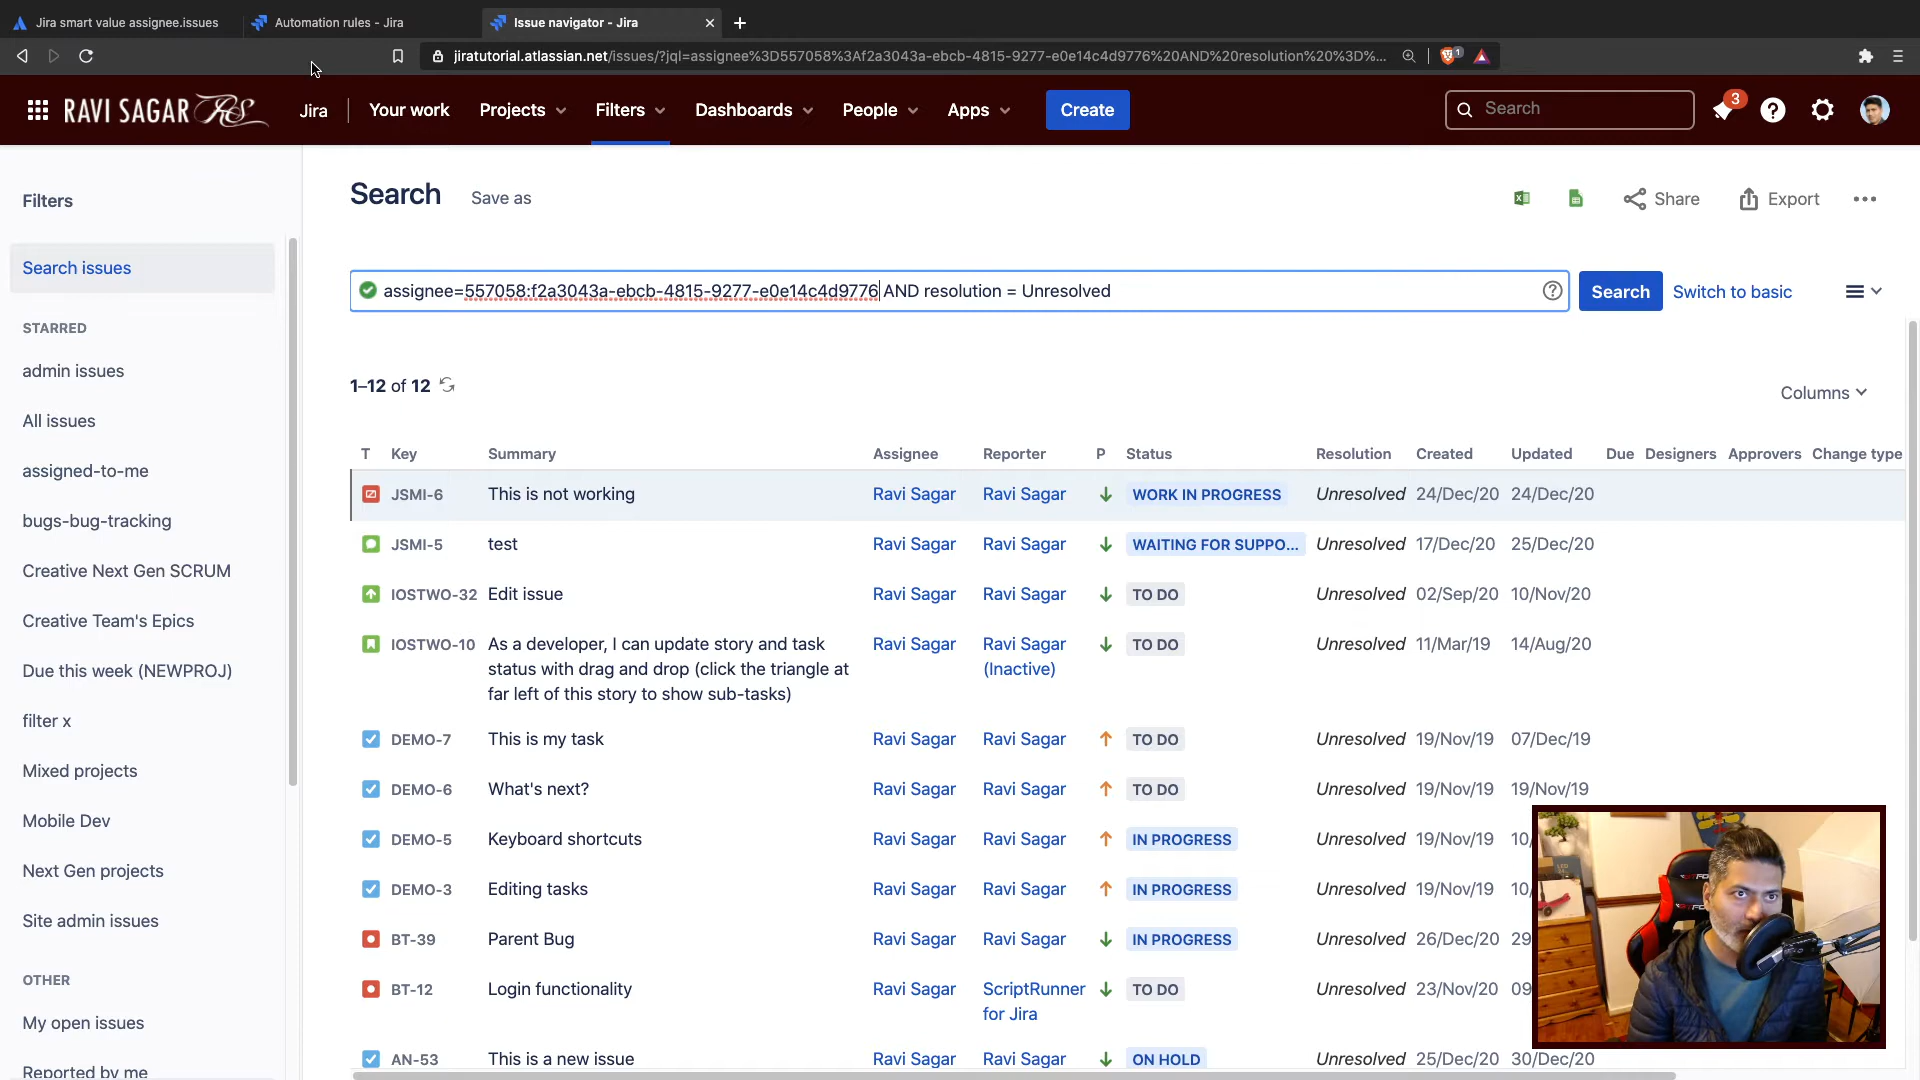 Jira smart value assignee.issues
Automation rules - Jira
Issue navigator - Jira
jiratutorial.atlassian.net/issues/?jql=assignee%3D557058%3Af2a3043a-ebcb-4815-9277-e0e14c4d9776%20AND%20resolution%20%3D%...
1
RAVI SAGAR RS
Jira
Your work
Projects
Filters
Dashboards
People
Apps
Create
Search
3
Filters
Search issues
STARRED
admin issues
All issues
assigned-to-me
bugs-bug-tracking
Creative Next Gen SCRUM
Creative Team's Epics
Due this week (NEWPROJ)
filter x
Mixed projects
Mobile Dev
Next Gen projects
Site admin issues
OTHER
My open issues
Reported by me
Search
Save as
Share
Export
assignee=557058:f2a3043a-ebcb-4815-9277-e0e14c4d9776 AND resolution = Unresolved
Search
Switch to basic
1–12 of 12
Columns
T Key Summary Assignee Reporter P Status Resolution Created Updated Due Designers Approvers Change type
JSMI-6 This is not working Ravi Sagar Ravi Sagar WORK IN PROGRESS Unresolved 24/Dec/20 24/Dec/20
JSMI-5 test Ravi Sagar Ravi Sagar WAITING FOR SUPPO... Unresolved 17/Dec/20 25/Dec/20
IOSTWO-32 Edit issue Ravi Sagar Ravi Sagar TO DO Unresolved 02/Sep/20 10/Nov/20
IOSTWO-10 As a developer, I can update story and task Ravi Sagar Ravi Sagar TO DO Unresolved 11/Mar/19 14/Aug/20
status with drag and drop (click the triangle at (Inactive)
far left of this story to show sub-tasks)
DEMO-7 This is my task Ravi Sagar Ravi Sagar TO DO Unresolved 19/Nov/19 07/Dec/19
DEMO-6 What's next? Ravi Sagar Ravi Sagar TO DO Unresolved 19/Nov/19 19/Nov/19
DEMO-5 Keyboard shortcuts Ravi Sagar Ravi Sagar IN PROGRESS Unresolved 19/Nov/19 10/
DEMO-3 Editing tasks Ravi Sagar Ravi Sagar IN PROGRESS Unresolved 19/Nov/19 10/
BT-39 Parent Bug Ravi Sagar Ravi Sagar IN PROGRESS Unresolved 26/Dec/20 29
BT-12 Login functionality Ravi Sagar ScriptRunner TO DO Unresolved 23/Nov/20 09
for Jira
AN-53 This is a new issue Ravi Sagar Ravi Sagar ON HOLD Unresolved 25/Dec/20 30/Dec/20